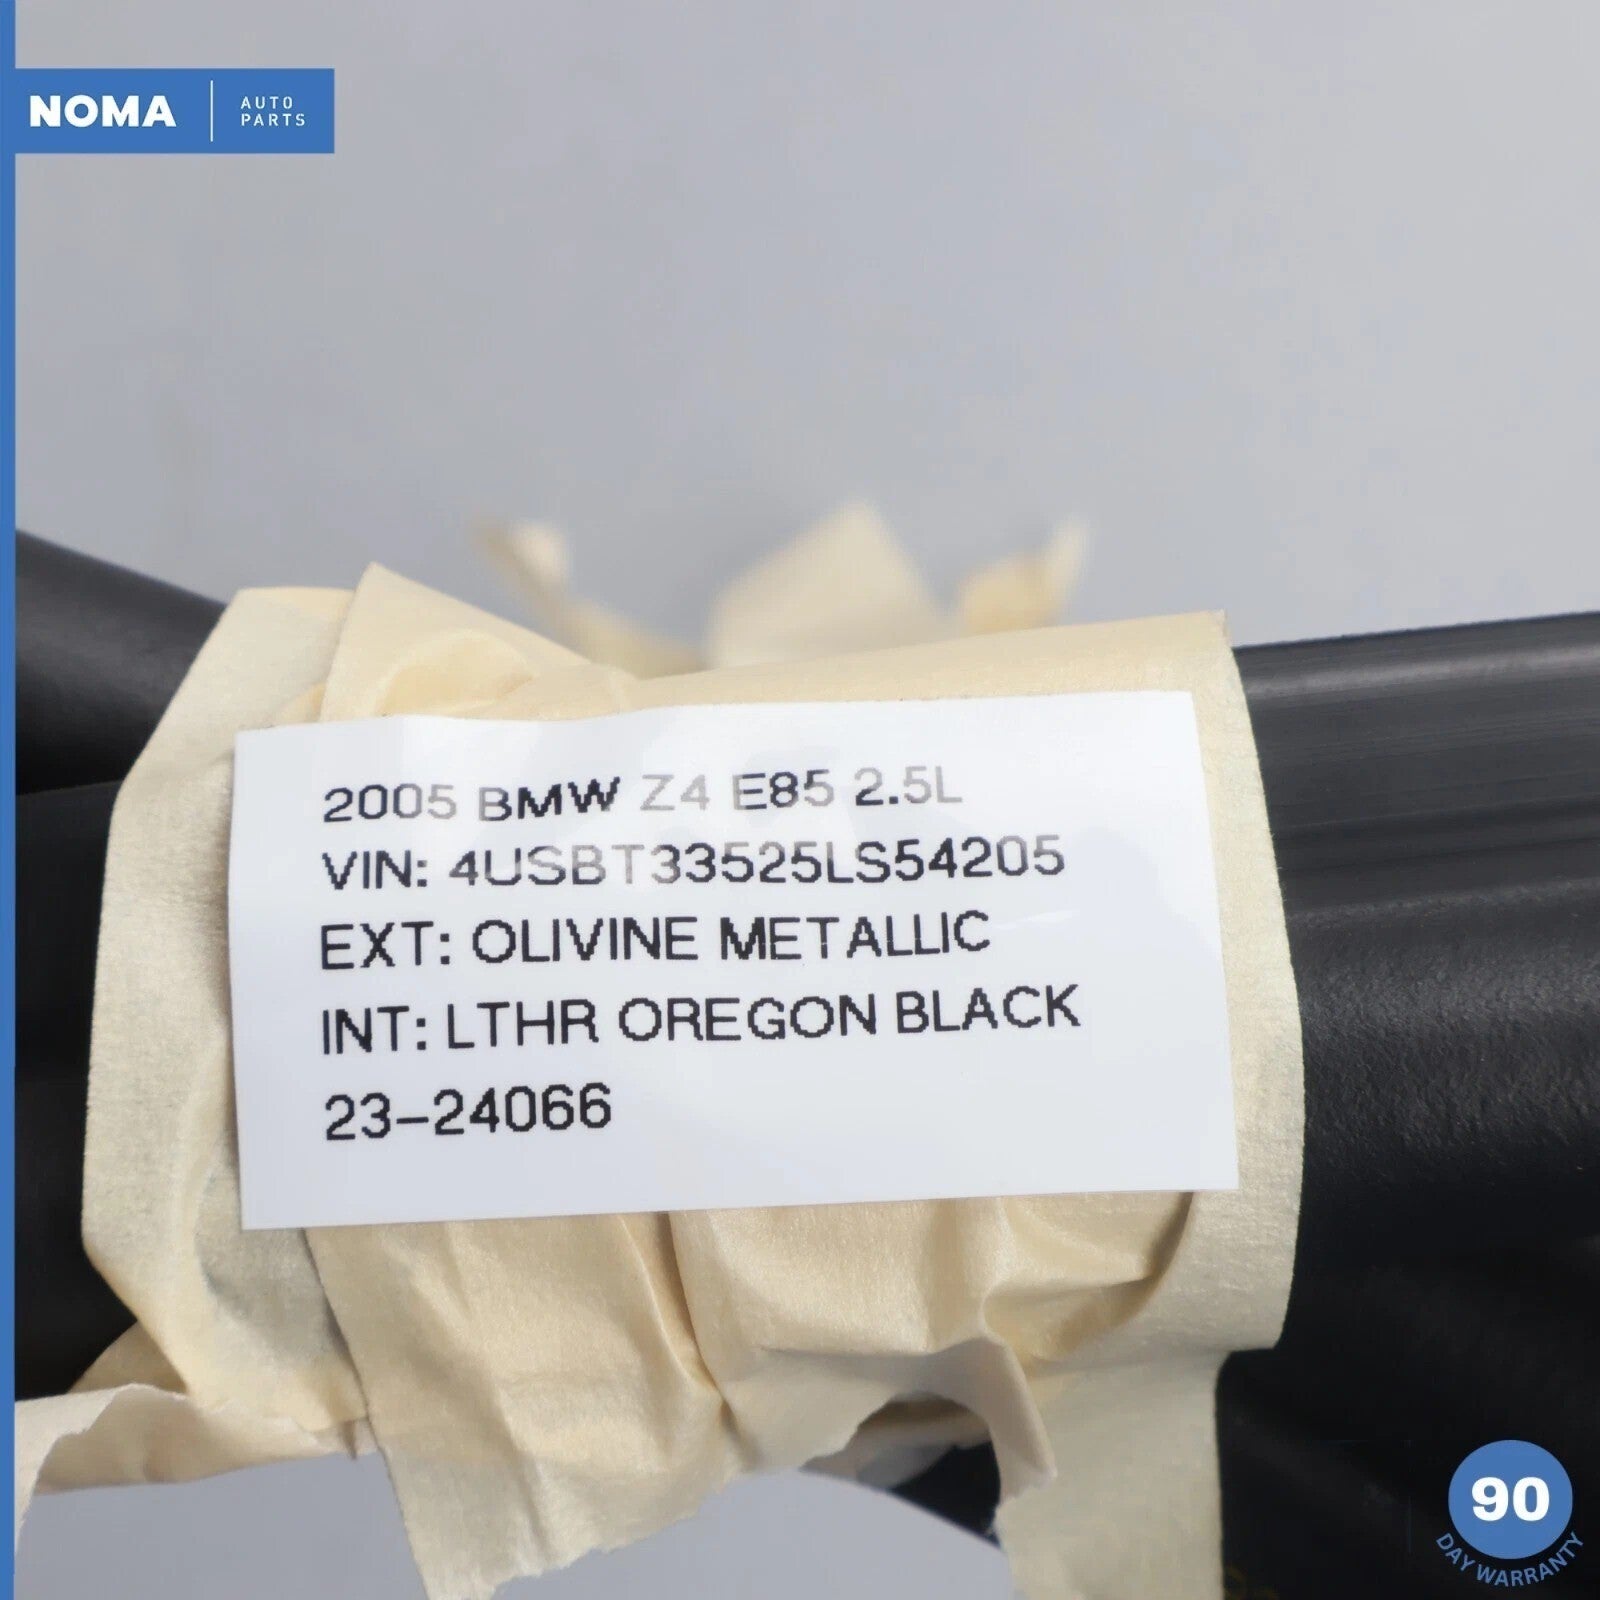 NOMA
AUTO
PARTS
2005 BMW Z4 E85 2.5L
VIN: 4USBT33525LS54205
EXT: OLIVINE METALLIC
INT: LTHR OREGON BLACK
23-24066
90
DAY WARRANTY